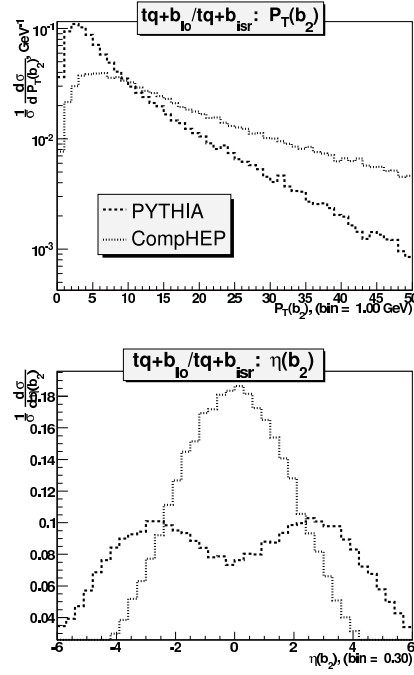 tq+b_lo/tq+b_isr: P_T(b_2)
1/σ dσ/d P_T(b_2), GeV^-1
10^-1
10^-2
10^-3
PYTHIA
CompHEP
0 5 10 15 20 25 30 35 40 45 50
P_T(b_2), (bin = 1.00 GeV)
tq+b_lo/tq+b_isr: η(b_2)
1/σ dσ/dη(b_2)
0.18
0.16
0.14
0.12
0.1
0.08
0.06
0.04
-6 -4 -2 0 2 4 6
η(b_2), (bin = 0.30)